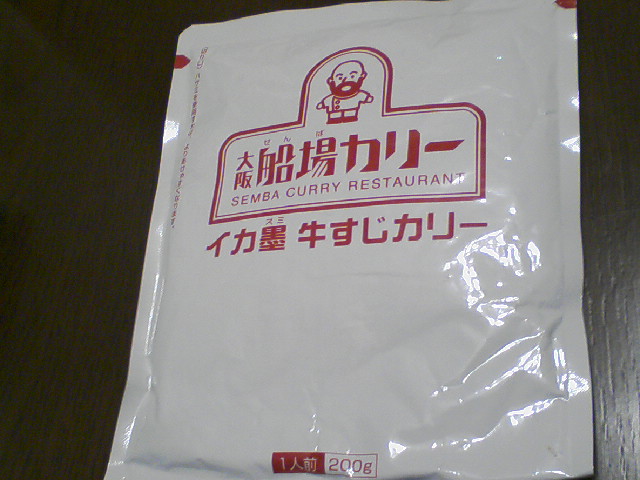 せんば
大阪 船場カリー
SEMBA CURRY RESTAURANT
スミ
イカ墨 牛すじカリー
1人前 200g